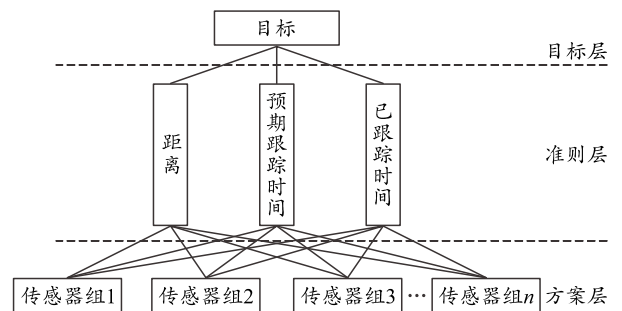 目标
目标层
距离
预期跟踪时间
已跟踪时间
准则层
传感器组1
传感器组2
传感器组3
…
传感器组n
方案层